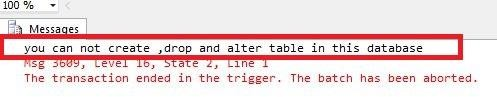 100 %
Messages
you can not create ,drop and alter table in this database
Msg 3609, Level 16, State 2, Line 1
The transaction ended in the trigger. The batch has been aborted.